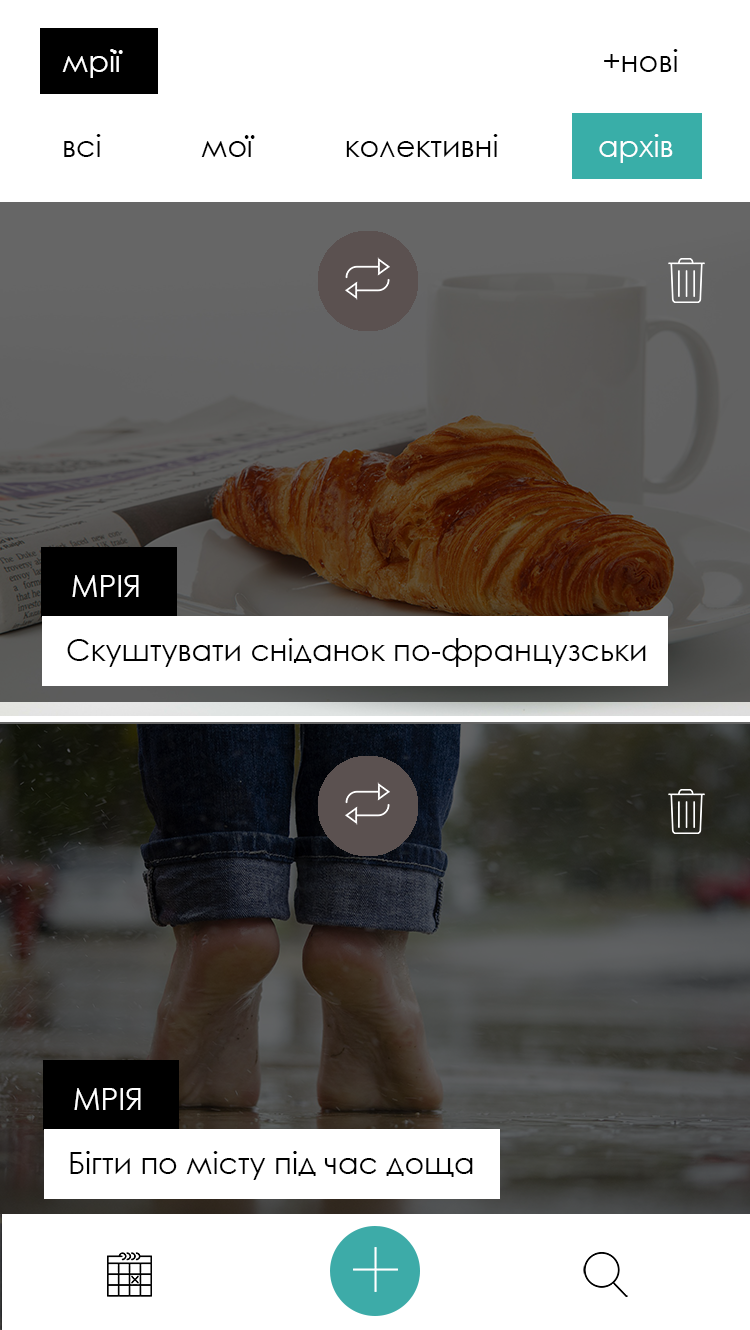 мрії
+нові
всі мої колективні архів
МРІЯ
Скуштувати сніданок по-французськи
МРІЯ
Бігти по місту під час доща